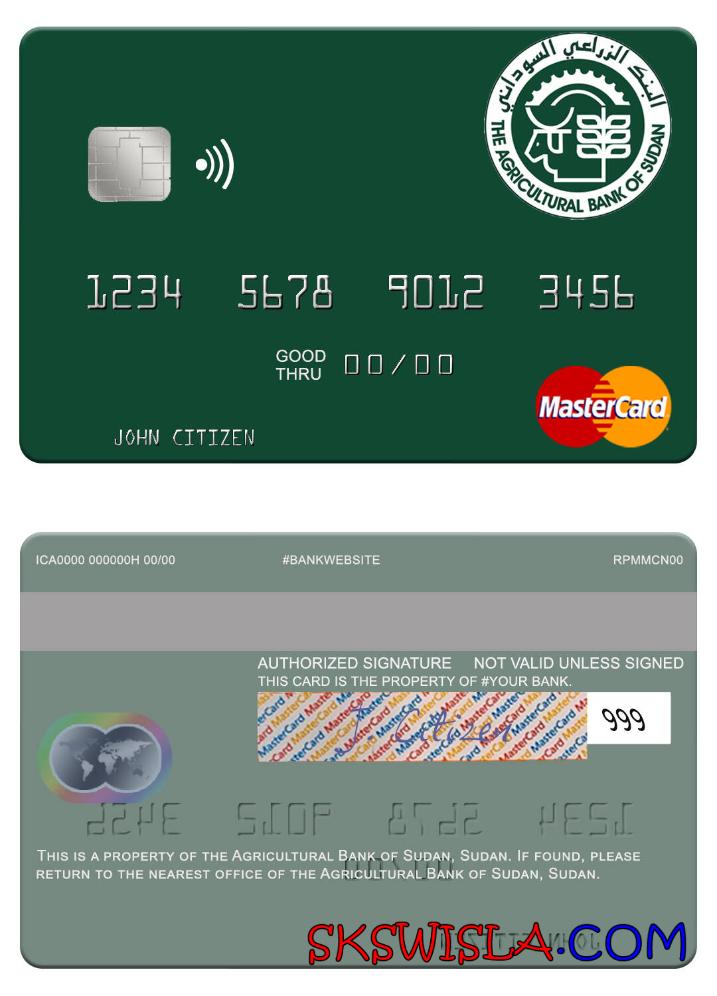 البنك الزراعي السوداني
THE AGRICULTURAL BANK OF SUDAN
1234 5678 9012 3456
GOOD THRU 00/00
MasterCard
JOHN CITIZEN
ICA0000 000000H 00/00 #BANKWEBSITE RPMMCN00
AUTHORIZED SIGNATURE NOT VALID UNLESS SIGNED
THIS CARD IS THE PROPERTY OF #YOUR BANK.
MasterCard
J. Citizen
999
THIS IS A PROPERTY OF THE AGRICULTURAL BANK OF SUDAN, SUDAN. IF FOUND, PLEASE
RETURN TO THE NEAREST OFFICE OF THE AGRICULTURAL BANK OF SUDAN, SUDAN.
SKSWISLA.COM